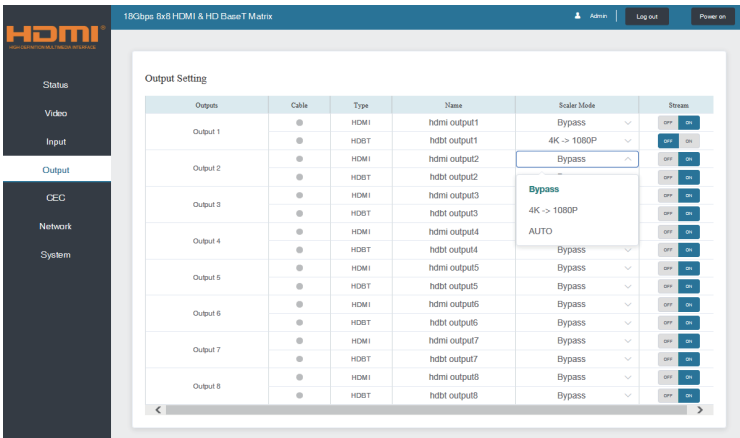 18Gbps 8x8 HDMI & HD BaseT Matrix Admin Log out Power on
HDMI®
HIGH-DEFINITION MULTIMEDIA INTERFACE
Status
Video
Input
Output
CEC
Network
System
Output Setting
Outputs Cable Type Name Scaler Mode Stream
Output 1
HDMI hdmi output1 Bypass OFF ON
HDBT hdbt output1 4K -> 1080P OFF ON
Output 2
HDMI hdmi output2 Bypass OFF ON
HDBT hdbt output2 OFF ON
Bypass
4K -> 1080P
AUTO
Output 3
HDMI hdmi output3 OFF ON
HDBT hdbt output3 OFF ON
Output 4
HDMI hdmi output4 OFF ON
HDBT hdbt output4 Bypass OFF ON
Output 5
HDMI hdmi output5 Bypass OFF ON
HDBT hdbt output5 Bypass OFF ON
Output 6
HDMI hdmi output6 Bypass OFF ON
HDBT hdbt output6 Bypass OFF ON
Output 7
HDMI hdmi output7 Bypass OFF ON
HDBT hdbt output7 Bypass OFF ON
Output 8
HDMI hdmi output8 Bypass OFF ON
HDBT hdbt output8 Bypass OFF ON